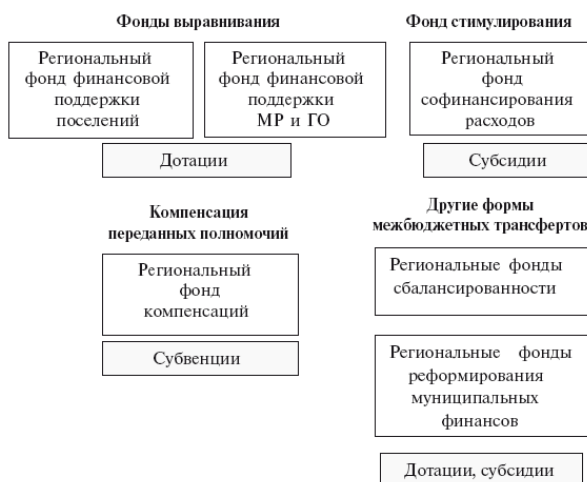 Фонды выравнивания
Региональный
фонд финансовой
поддержки
поселений
Региональный
фонд финансовой
поддержки
МР и ГО
Дотации
Фонд стимулирования
Региональный
фонд
софинансирования
расходов
Субсидии
Компенсация
переданных полномочий
Региональный
фонд
компенсаций
Субвенции
Другие формы
межбюджетных трансфертов
Региональные фонды
сбалансированности
Региональные фонды
реформирования
муниципальных
финансов
Дотации, субсидии